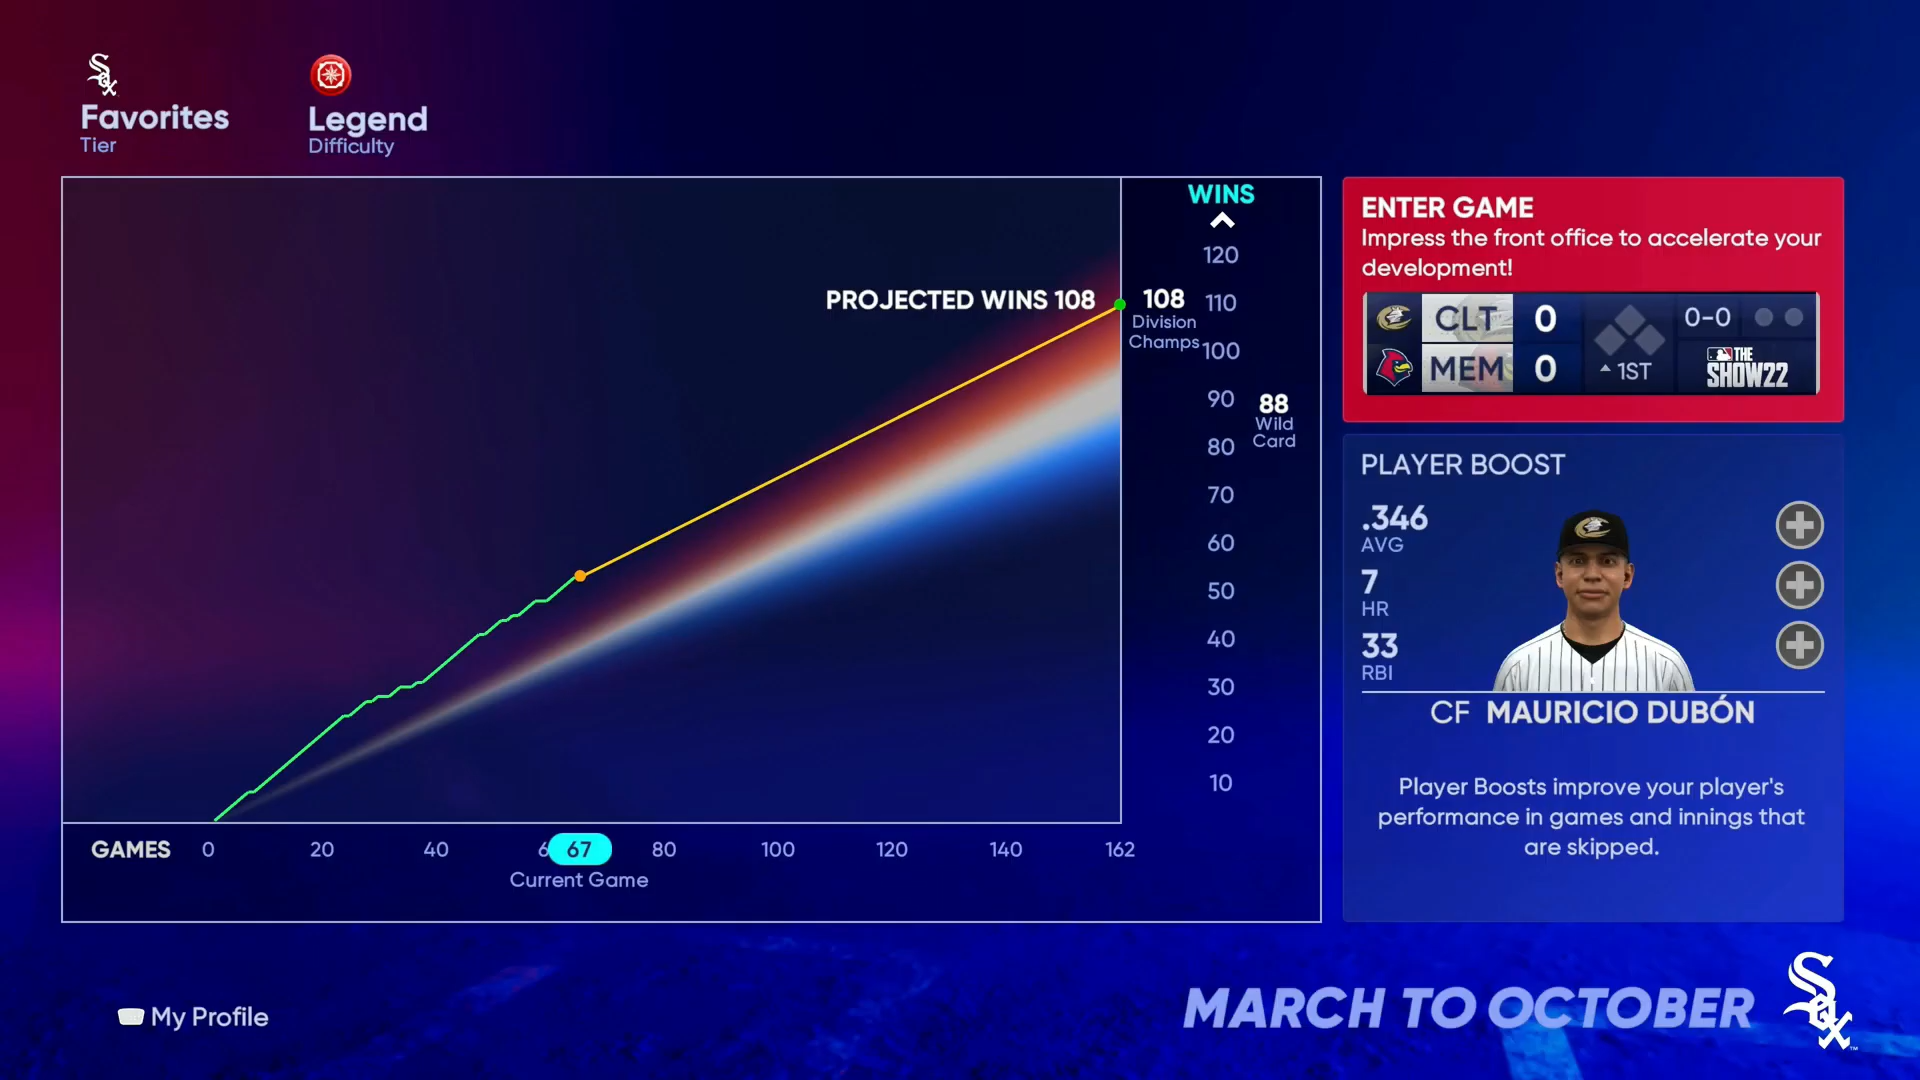 Sox
Favorites
Tier
Legend
Difficulty
WINS
120
110
100
90
80
70
60
50
40
30
20
10
PROJECTED WINS 108
108
Division
Champs
88
Wild
Card
GAMES 0 20 40 6 67 80 100 120 140 162
Current Game
ENTER GAME
Impress the front office to accelerate your
development!
CLT 0 0-0
MEM 0 1ST
THE
SHOW22
PLAYER BOOST
.346
AVG
7
HR
33
RBI
CF MAURICIO DUBÓN
Player Boosts improve your player's
performance in games and innings that
are skipped.
My Profile
MARCH TO OCTOBER
Sox
TM